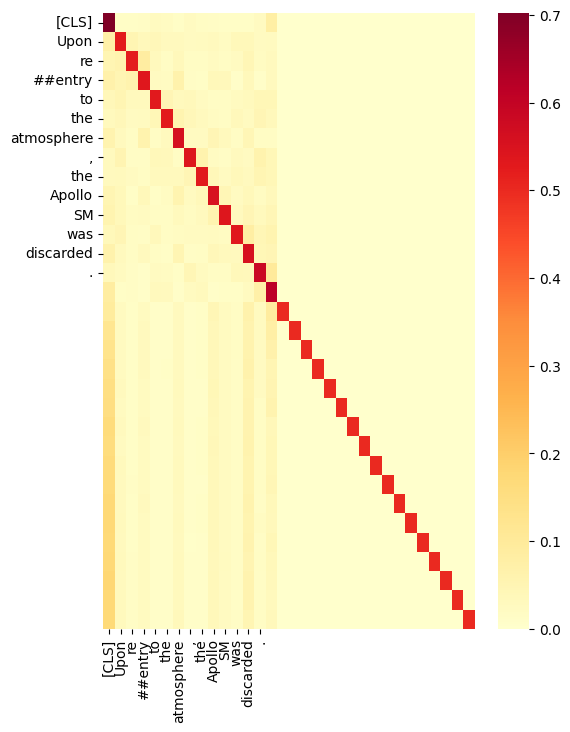 [CLS]
Upon
re
##entry
to
the
atmosphere
,
the
Apollo
SM
was
discarded
.
[CLS]
Upon
re
##entry
to
the
atmosphere
,
the
Apollo
SM
was
discarded
.
0.7
0.6
0.5
0.4
0.3
0.2
0.1
0.0